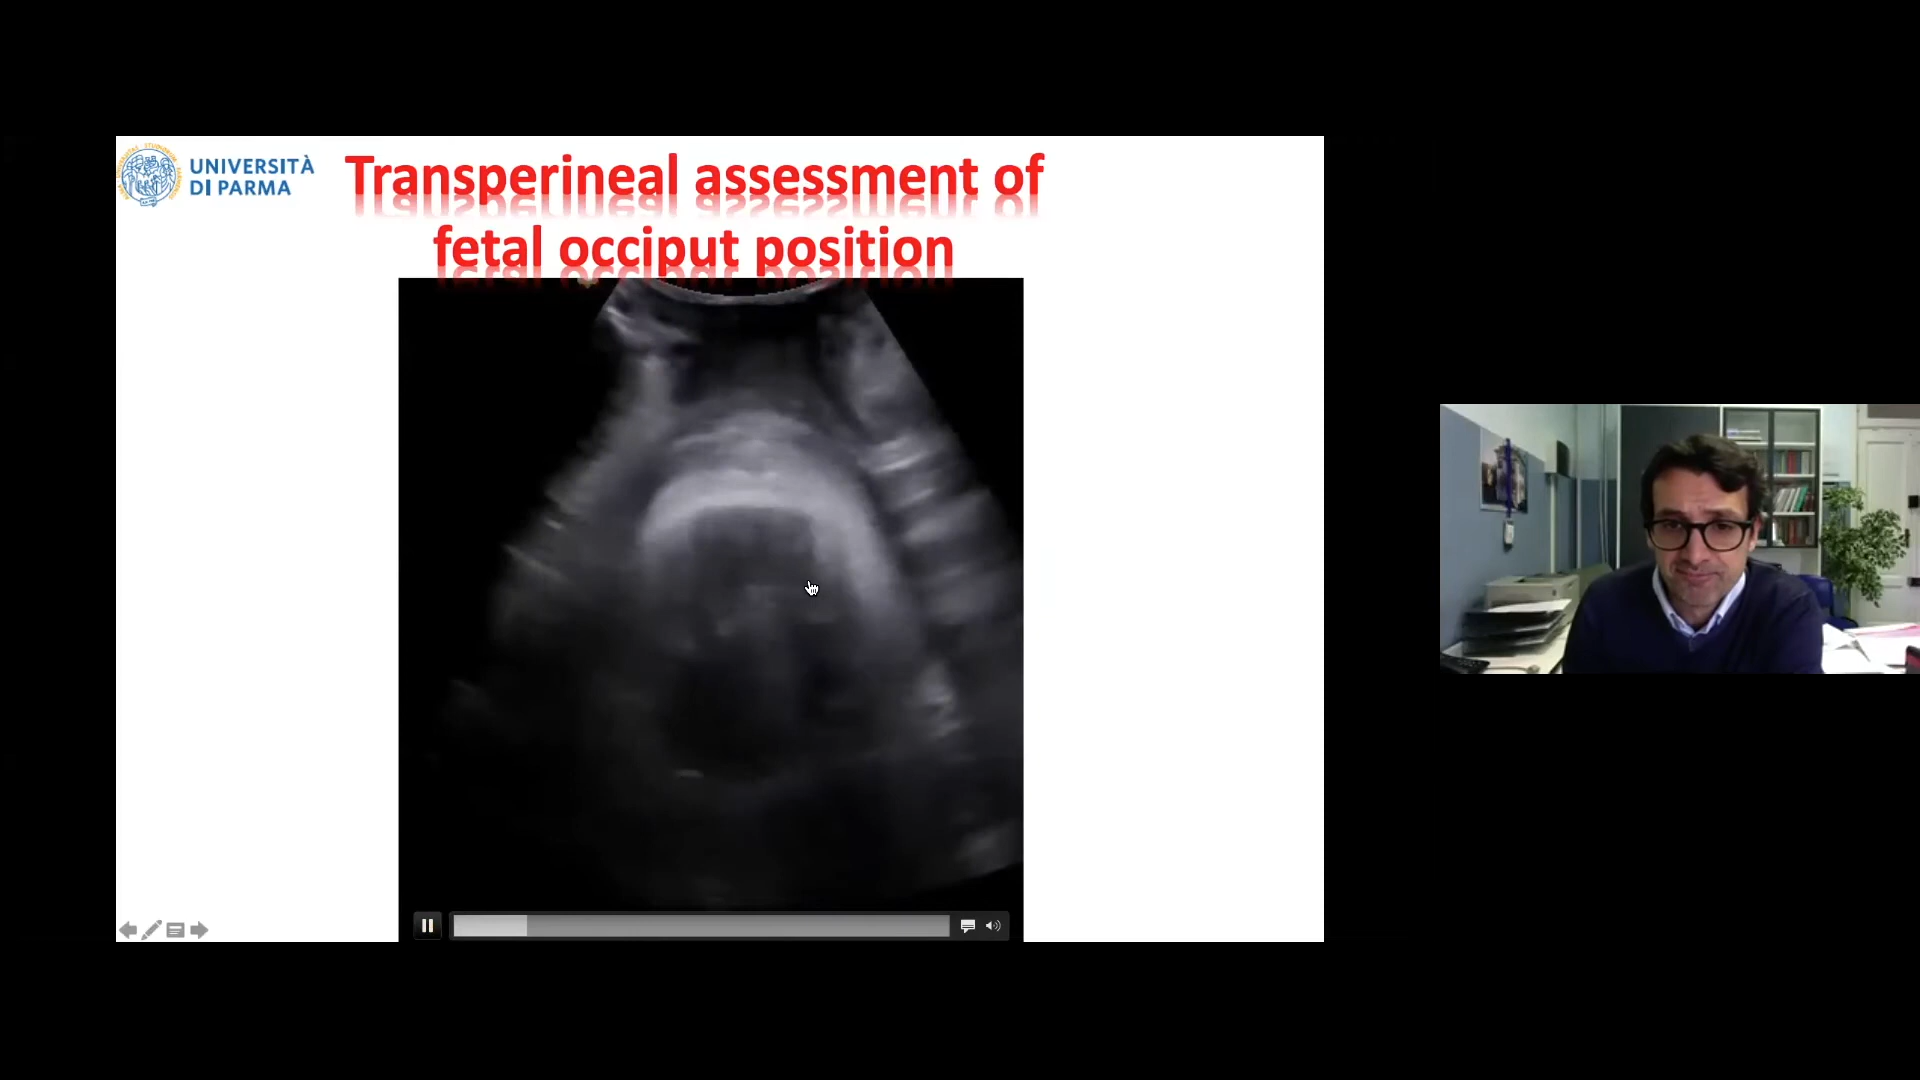 UNIVERSITÀ
DI PARMA
Transperineal assessment of
fetal occiput position